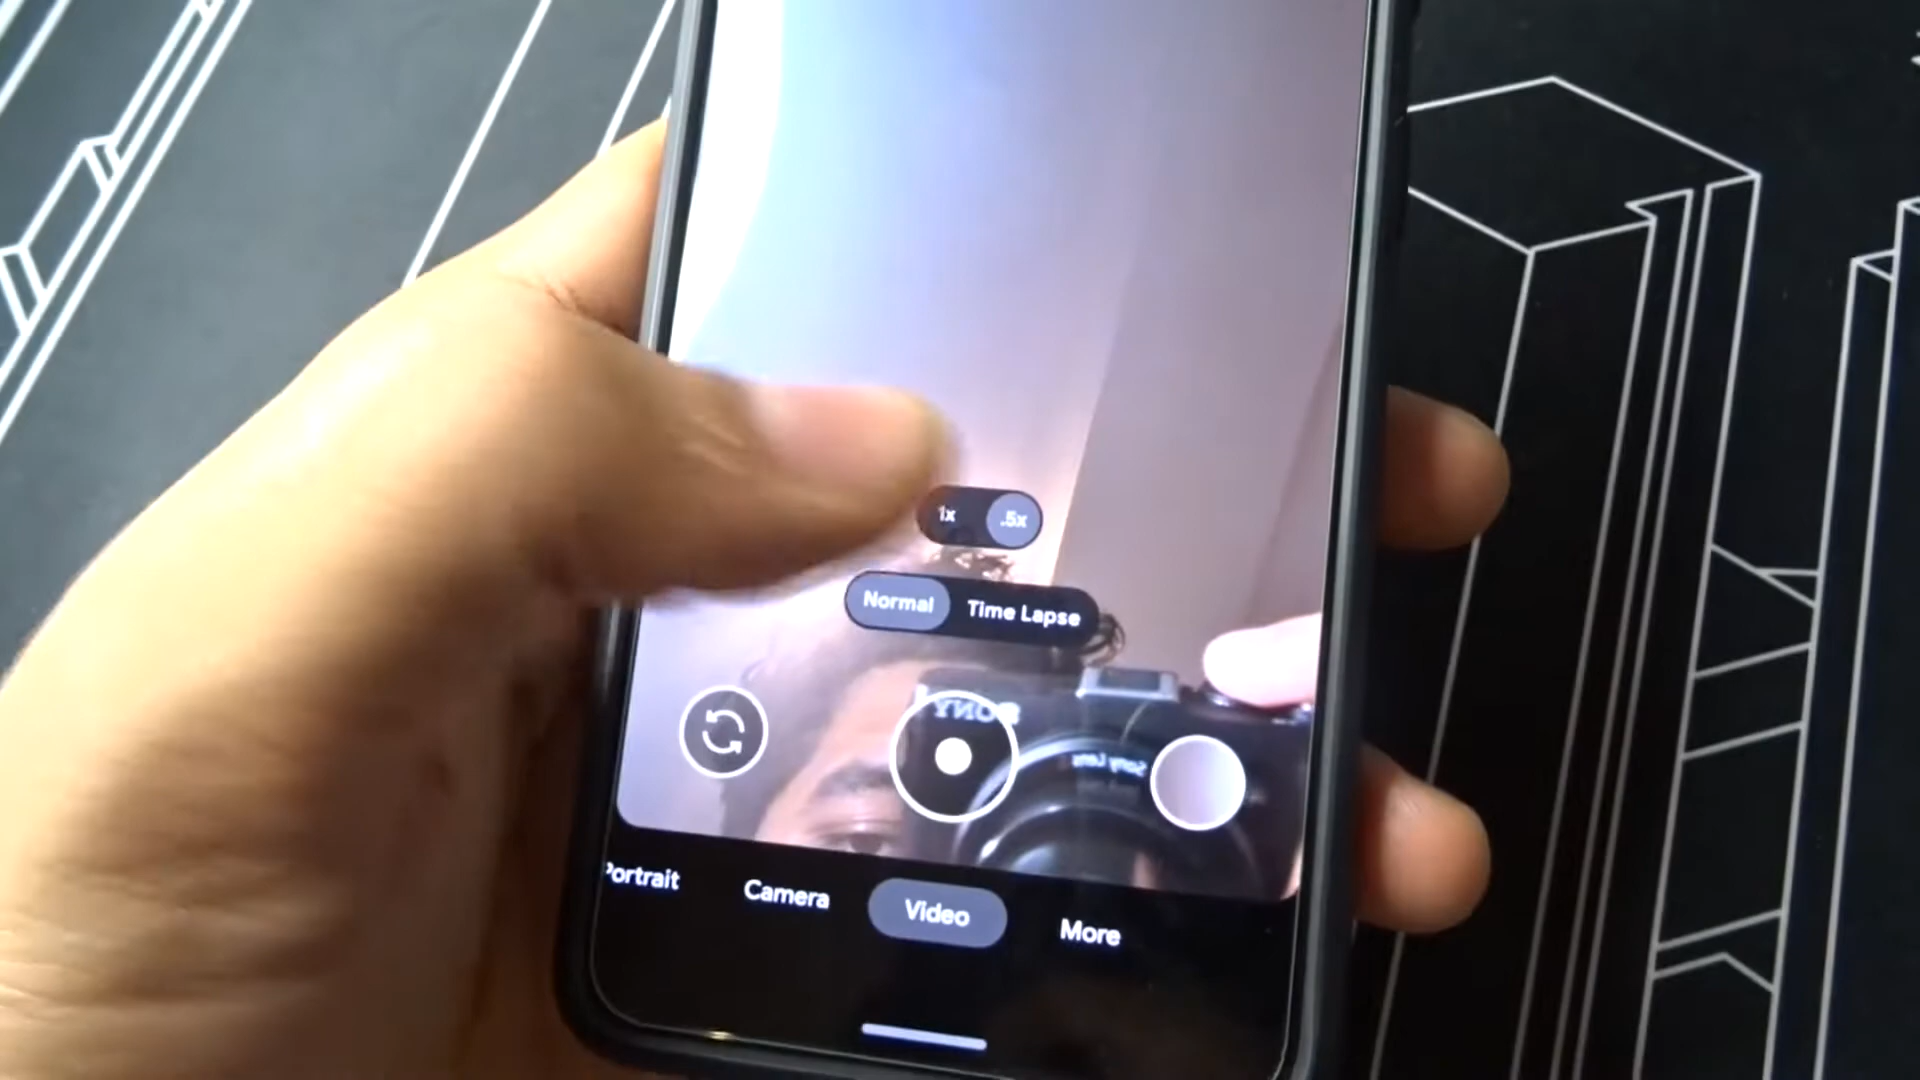 1x .5x
Normal Time Lapse
SONY
Sony Lens
Portrait Camera Video More